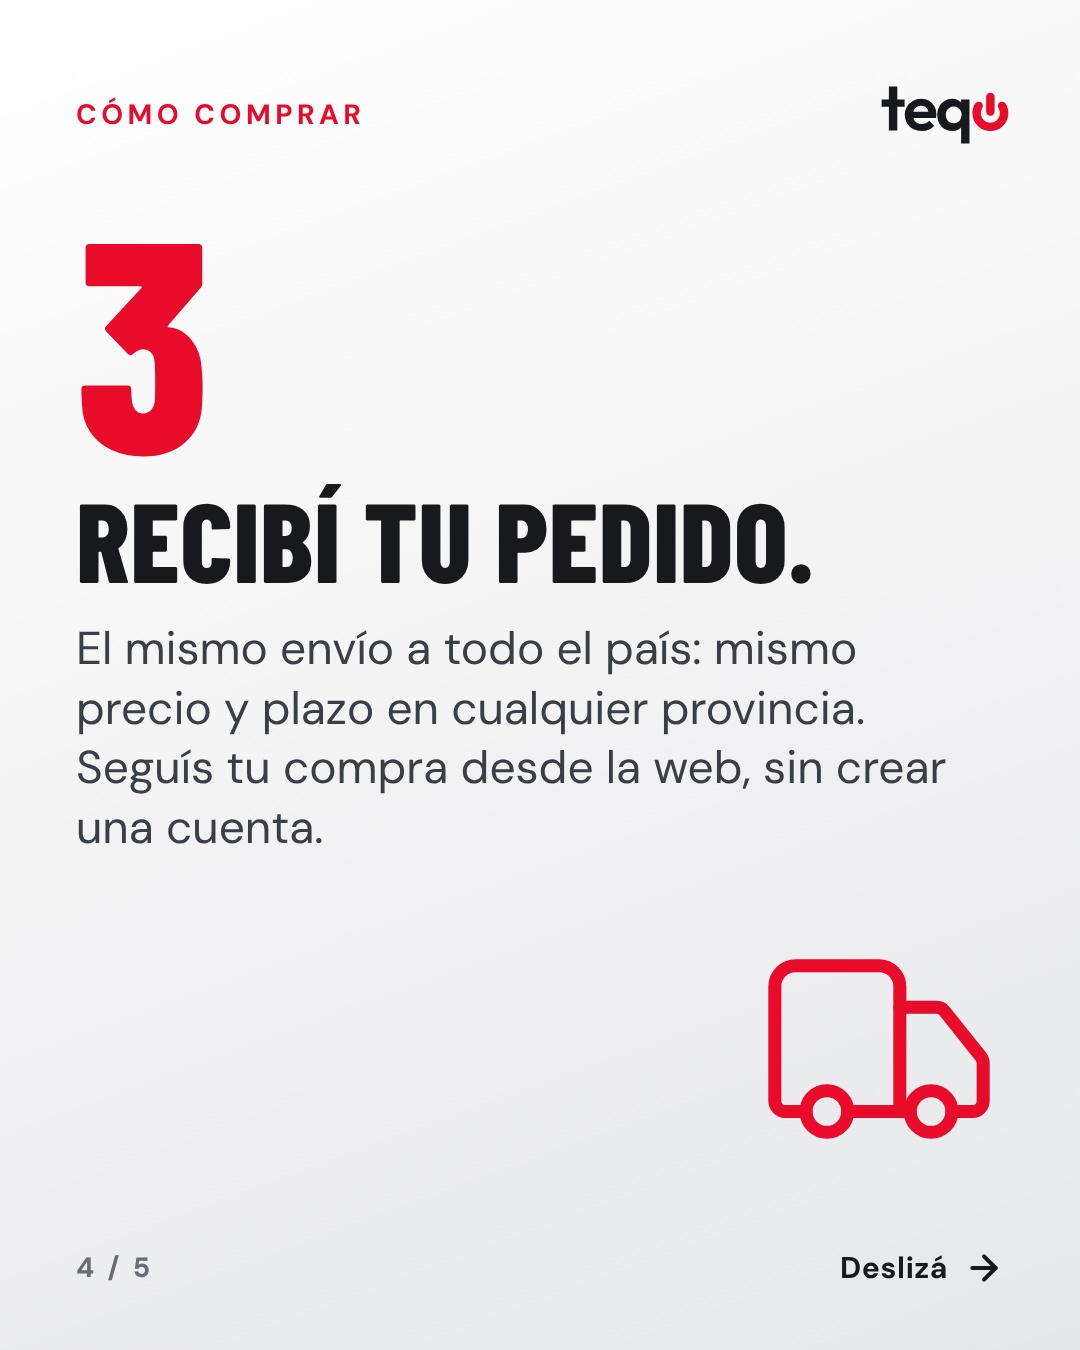 CÓMO COMPRAR
teqo
3
RECIBÍ TU PEDIDO.
El mismo envío a todo el país: mismo
precio y plazo en cualquier provincia.
Seguís tu compra desde la web, sin crear
una cuenta.
4 / 5
Deslizá →